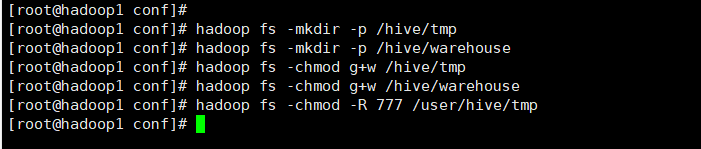 [root@hadoop1 conf]#
[root@hadoop1 conf]# hadoop fs -mkdir -p /hive/tmp
[root@hadoop1 conf]# hadoop fs -mkdir -p /hive/warehouse
[root@hadoop1 conf]# hadoop fs -chmod g+w /hive/tmp
[root@hadoop1 conf]# hadoop fs -chmod g+w /hive/warehouse
[root@hadoop1 conf]# hadoop fs -chmod -R 777 /user/hive/tmp
[root@hadoop1 conf]#